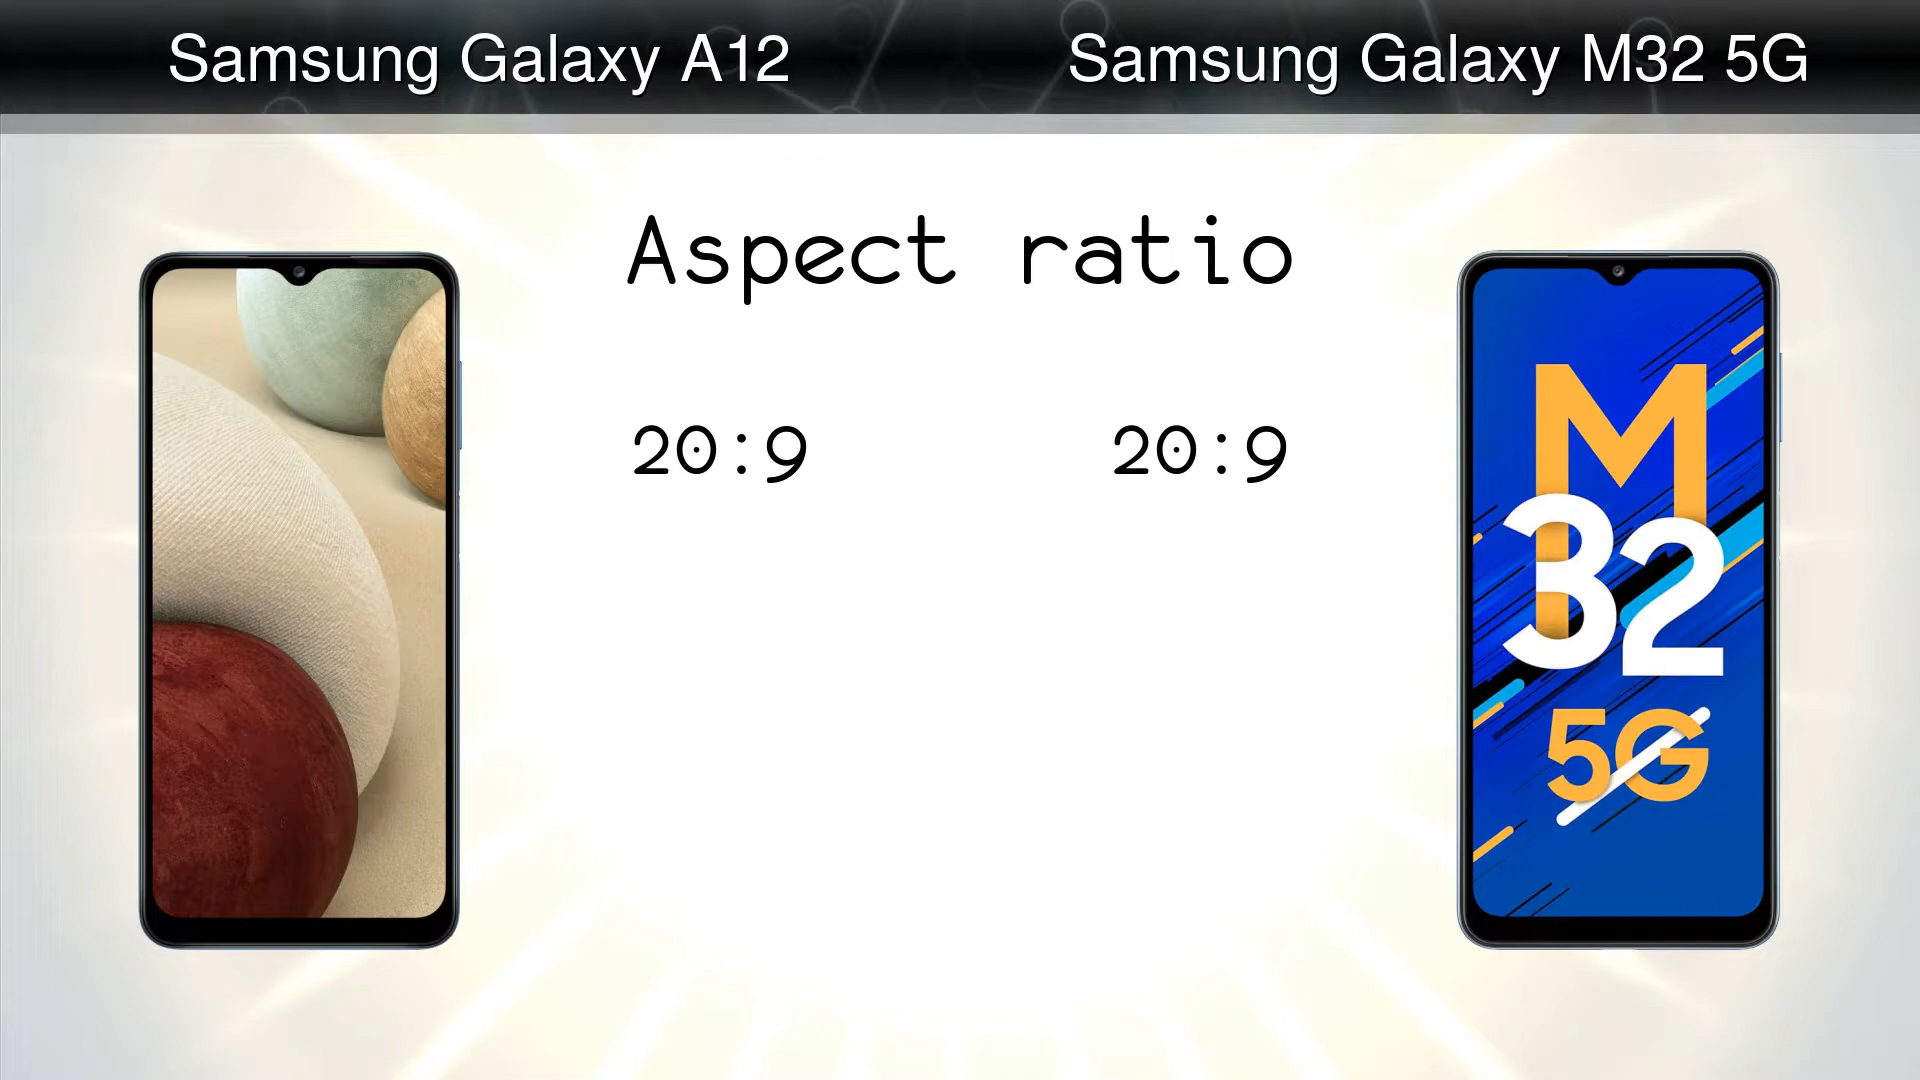 Samsung Galaxy A12
Samsung Galaxy M32 5G
Aspect ratio
20:9
20:9
M
32
5G